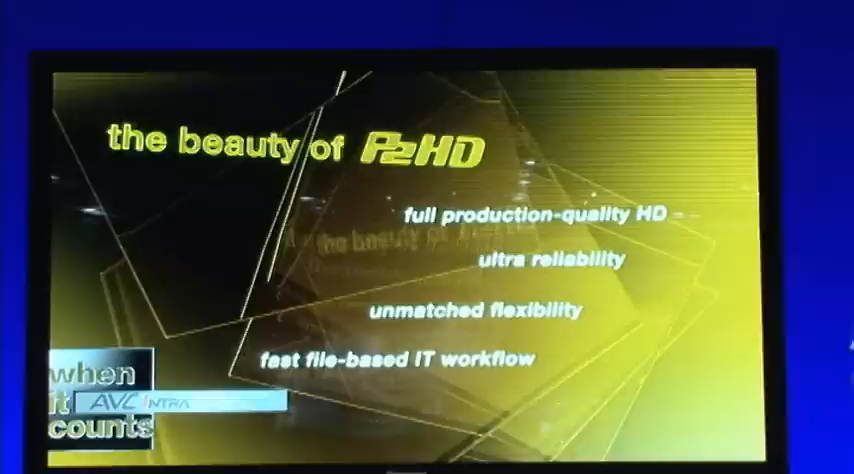 the beauty of P2HD
full production-quality HD
ultra reliability
unmatched flexibility
fast file-based IT workflow
when
it
AVC INTRA
counts